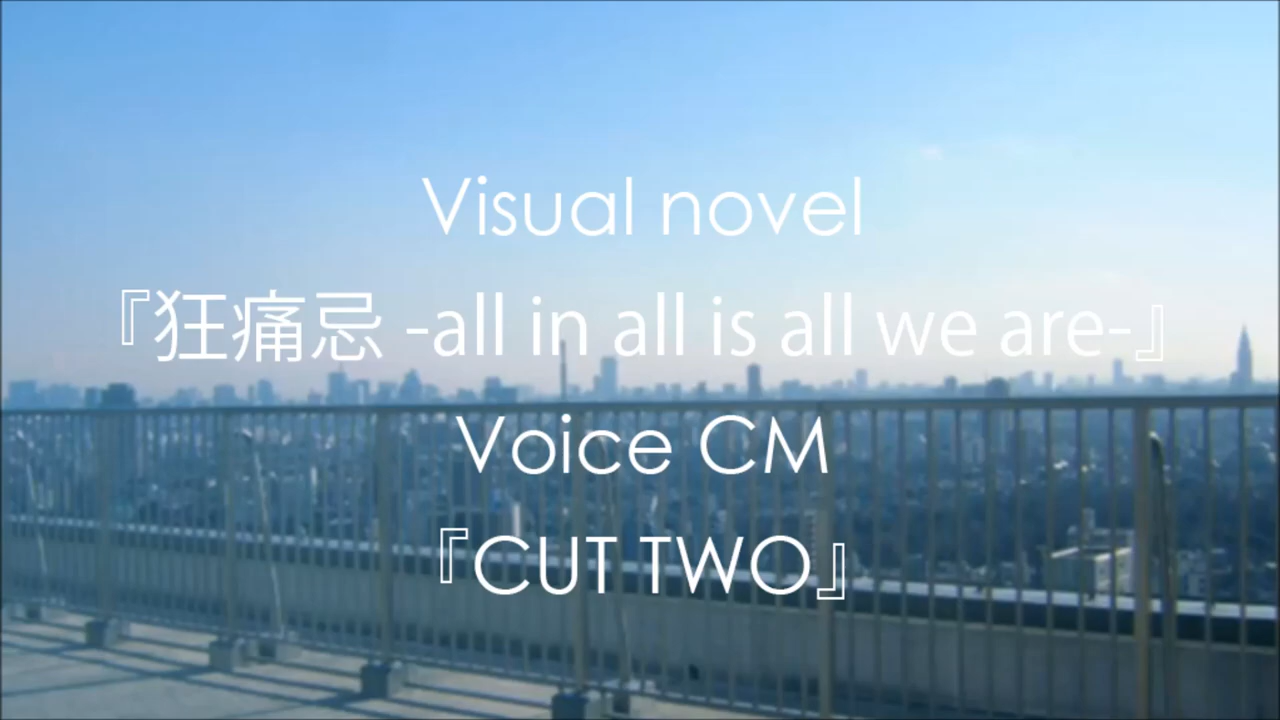 Visual novel
『狂痛忌 -all in all is all we are-』
Voice CM
『CUT TWO』